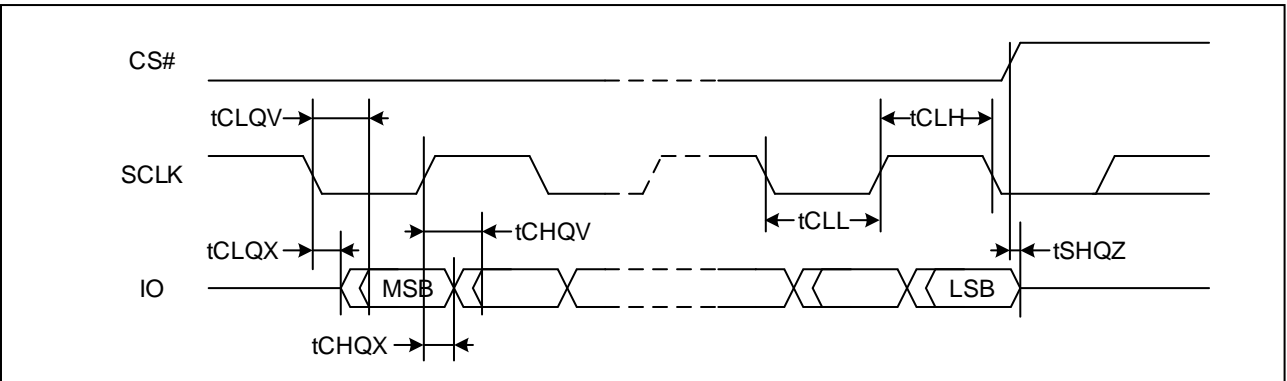 CS#
tCLQV
tCLH
SCLK
tCLL
tCHQV
tCLQX
tSHQZ
IO
MSB
LSB
tCHQX